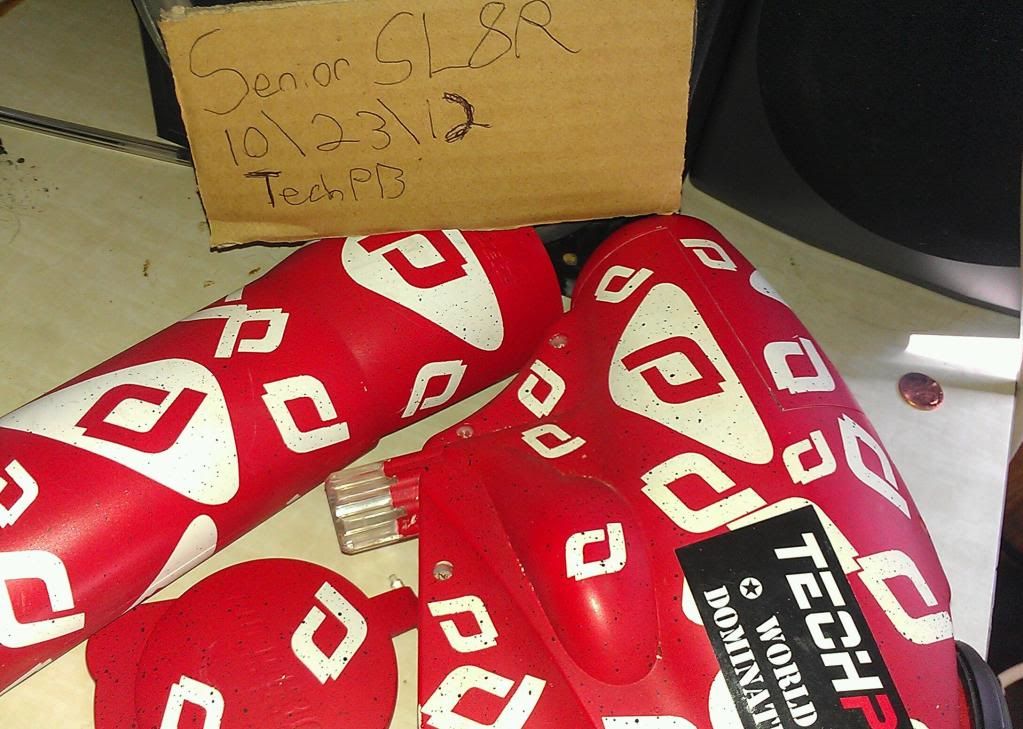 Senior SL8R
10\23\12
TechPB
TECHP
WORLD
DOMINAT